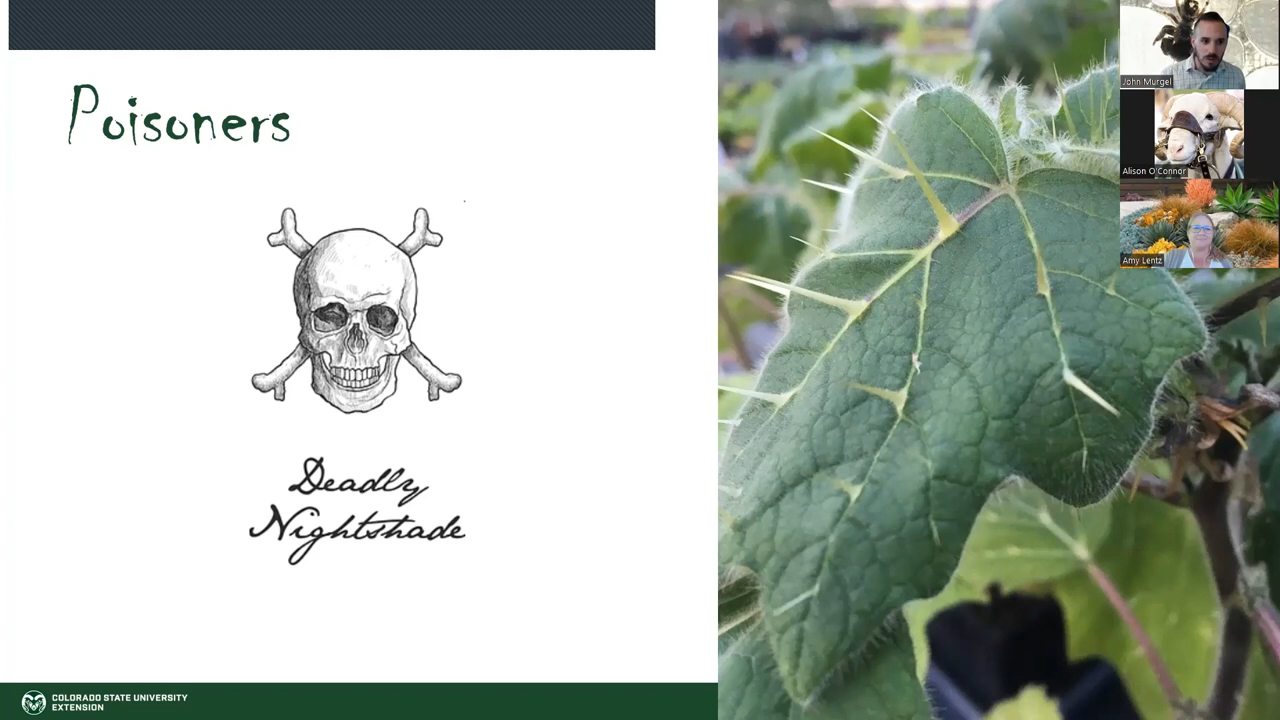 Poisoners
Deadly
Nightshade
COLORADO STATE UNIVERSITY
EXTENSION
John Murgel
Alison O'Connor
Amy Lentz